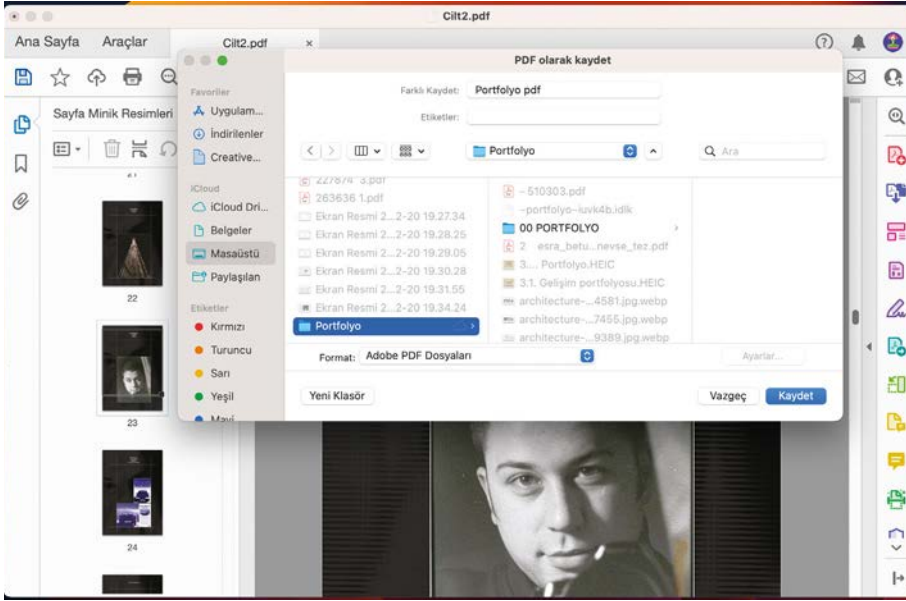 Cilt2.pdf
Ana Sayfa Araçlar Cilt2.pdf ×
PDF olarak kaydet
Sayfa Minik Resimleri
22
23
24
Favoriler
Uygulam...
İndirilenler
Creative...
iCloud
iCloud Dri...
Belgeler
Masaüstü
Paylaşılan
Etiketler
Kırmızı
Turuncu
Sarı
Yeşil
Mavi
Farklı Kaydet: Portfolyo pdf
Etiketler:
Portfolyo
Ara
227874 3.pdf
263636 1.pdf
Ekran Resmi 2...2-20 19.27.34
Ekran Resmi 2...2-20 19.28.25
Ekran Resmi 2...2-20 19.29.05
Ekran Resmi 2...2-20 19.30.28
Ekran Resmi 2...2-20 19.31.55
Ekran Resmi 2...2-20 19.34.24
Portfolyo
~510303.pdf
~portfolyo~iuvk4b.idlk
00 PORTFOLYO
2 esra_betu...nevse_tez.pdf
3.... Portfolyo.HEIC
3.1. Gelişim portfolyosu.HEIC
architecture-...4581.jpg.webp
architecture-...7455.jpg.webp
architecture-...9389.jpg.webp
Format: Adobe PDF Dosyaları
Ayarlar...
Yeni Klasör
Vazgeç
Kaydet